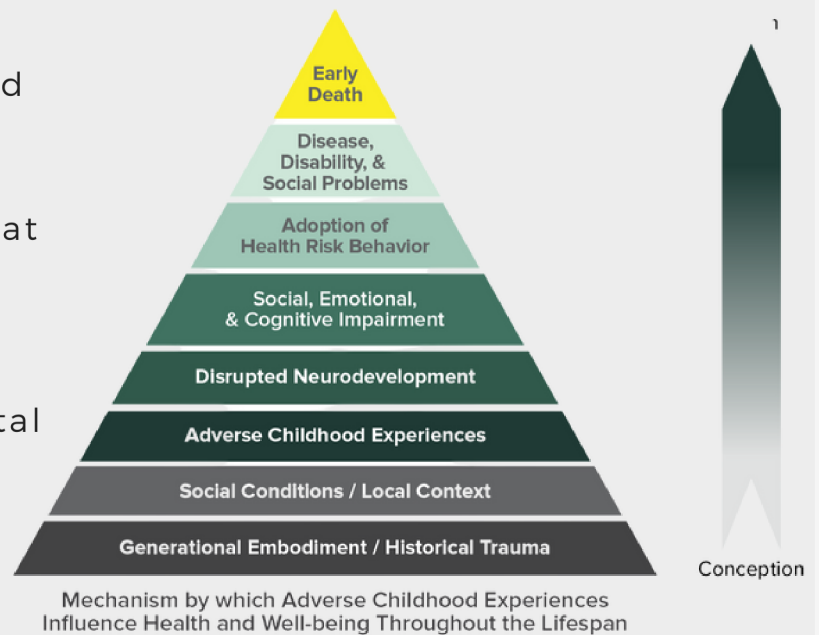 Early
Death
Disease,
Disability, &
Social Problems
Adoption of
Health Risk Behavior
Social, Emotional,
& Cognitive Impairment
Disrupted Neurodevelopment
Adverse Childhood Experiences
Social Conditions / Local Context
Generational Embodiment / Historical Trauma
Mechanism by which Adverse Childhood Experiences
Influence Health and Well-being Throughout the Lifespan
d
at
tal
Conception